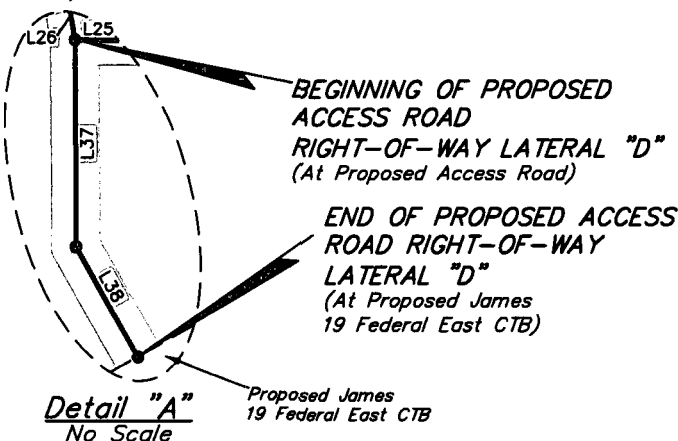 L26
L25
L37
L38
BEGINNING OF PROPOSED
ACCESS ROAD
RIGHT-OF-WAY LATERAL "D"
(At Proposed Access Road)
END OF PROPOSED ACCESS
ROAD RIGHT-OF-WAY
LATERAL "D"
(At Proposed James
19 Federal East CTB)
Proposed James
19 Federal East CTB
Detail "A"
No Scale